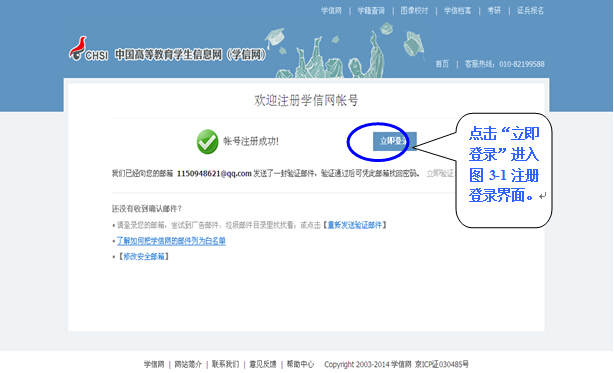 学信网 | 学籍查询 | 图像校对 | 学信档案 | 考研 | 征兵报名
CHSI 中国高等教育学生信息网（学信网）
首页 | 客服热线：010-82199588
欢迎注册学信网帐号
帐号注册成功!
立即登录
点击“立即
登录”进入
图 3-1 注册
登录界面。
我们已经向您的邮箱 1150948621@qq.com 发送了一封验证邮件，验证通过后可凭此邮箱找回密码。 立即验证
还没有收到确认邮件?
• 请登录您的邮箱，尝试到广告邮件、垃圾邮件目录里找找看；或点击【重新发送验证邮件】
• 了解如何把学信网的邮件列为白名单
• 【修改安全邮箱】
学信网 | 网站简介 | 联系我们 | 意见反馈 | 帮助中心 Copyright 2003-2014 学信网 京ICP证030485号